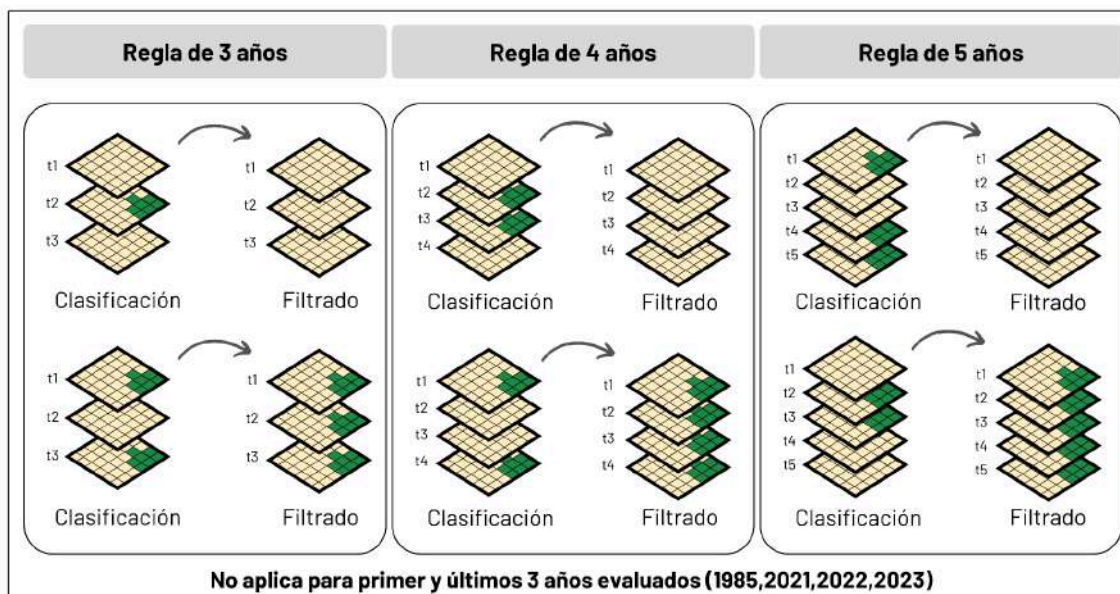 Regla de 3 años
Regla de 4 años
Regla de 5 años
t1
t2
t3
Clasificación
t1
t2
t3
Filtrado
t1
t2
t3
t4
Clasificación
t1
t2
t3
t4
Filtrado
t1
t2
t3
t4
t5
Clasificación
t1
t2
t3
t4
t5
Filtrado
t1
t2
t3
Clasificación
t1
t2
t3
Filtrado
t1
t2
t3
t4
Clasificación
t1
t2
t3
t4
Filtrado
t1
t2
t3
t4
t5
Clasificación
t1
t2
t3
t4
t5
Filtrado
No aplica para primer y últimos 3 años evaluados (1985,2021,2022,2023)